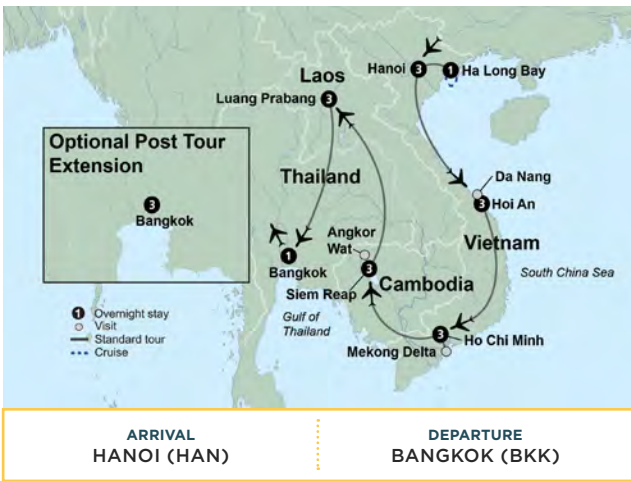 Hanoi
3
1
Ha Long Bay
Laos
Luang Prabang
3
Optional Post Tour
Extension
3
Bangkok
Thailand
Da Nang
3
Hoi An
Angkor
Wat
Vietnam
1
Bangkok
3
Siem Reap
Cambodia
South China Sea
Gulf of
Thailand
3
Ho Chi Minh
Mekong Delta
1 Overnight stay
Visit
Standard tour
Cruise
ARRIVAL
HANOI (HAN)
DEPARTURE
BANGKOK (BKK)